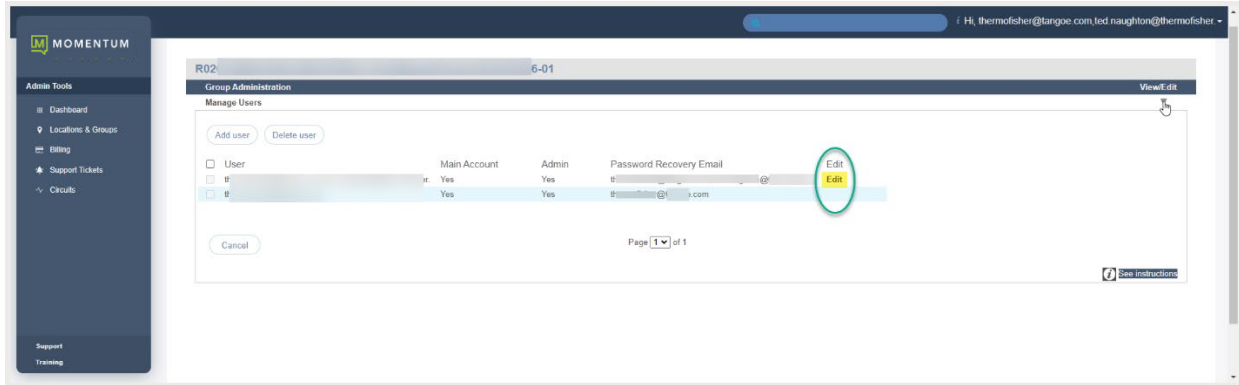 Hi, thermofisher@tangoe.com,ted.naughton@thermofisher.
MOMENTUM
R02 6-01
Admin Tools
Group Administration View/Edit
Manage Users
Dashboard
Locations & Groups
Billing
Support Tickets
Circuits
Add user Delete user
User Main Account Admin Password Recovery Email Edit
Yes Yes @ Edit
Yes Yes @ .com
Cancel Page 1 of 1
See instructions
Support
Training